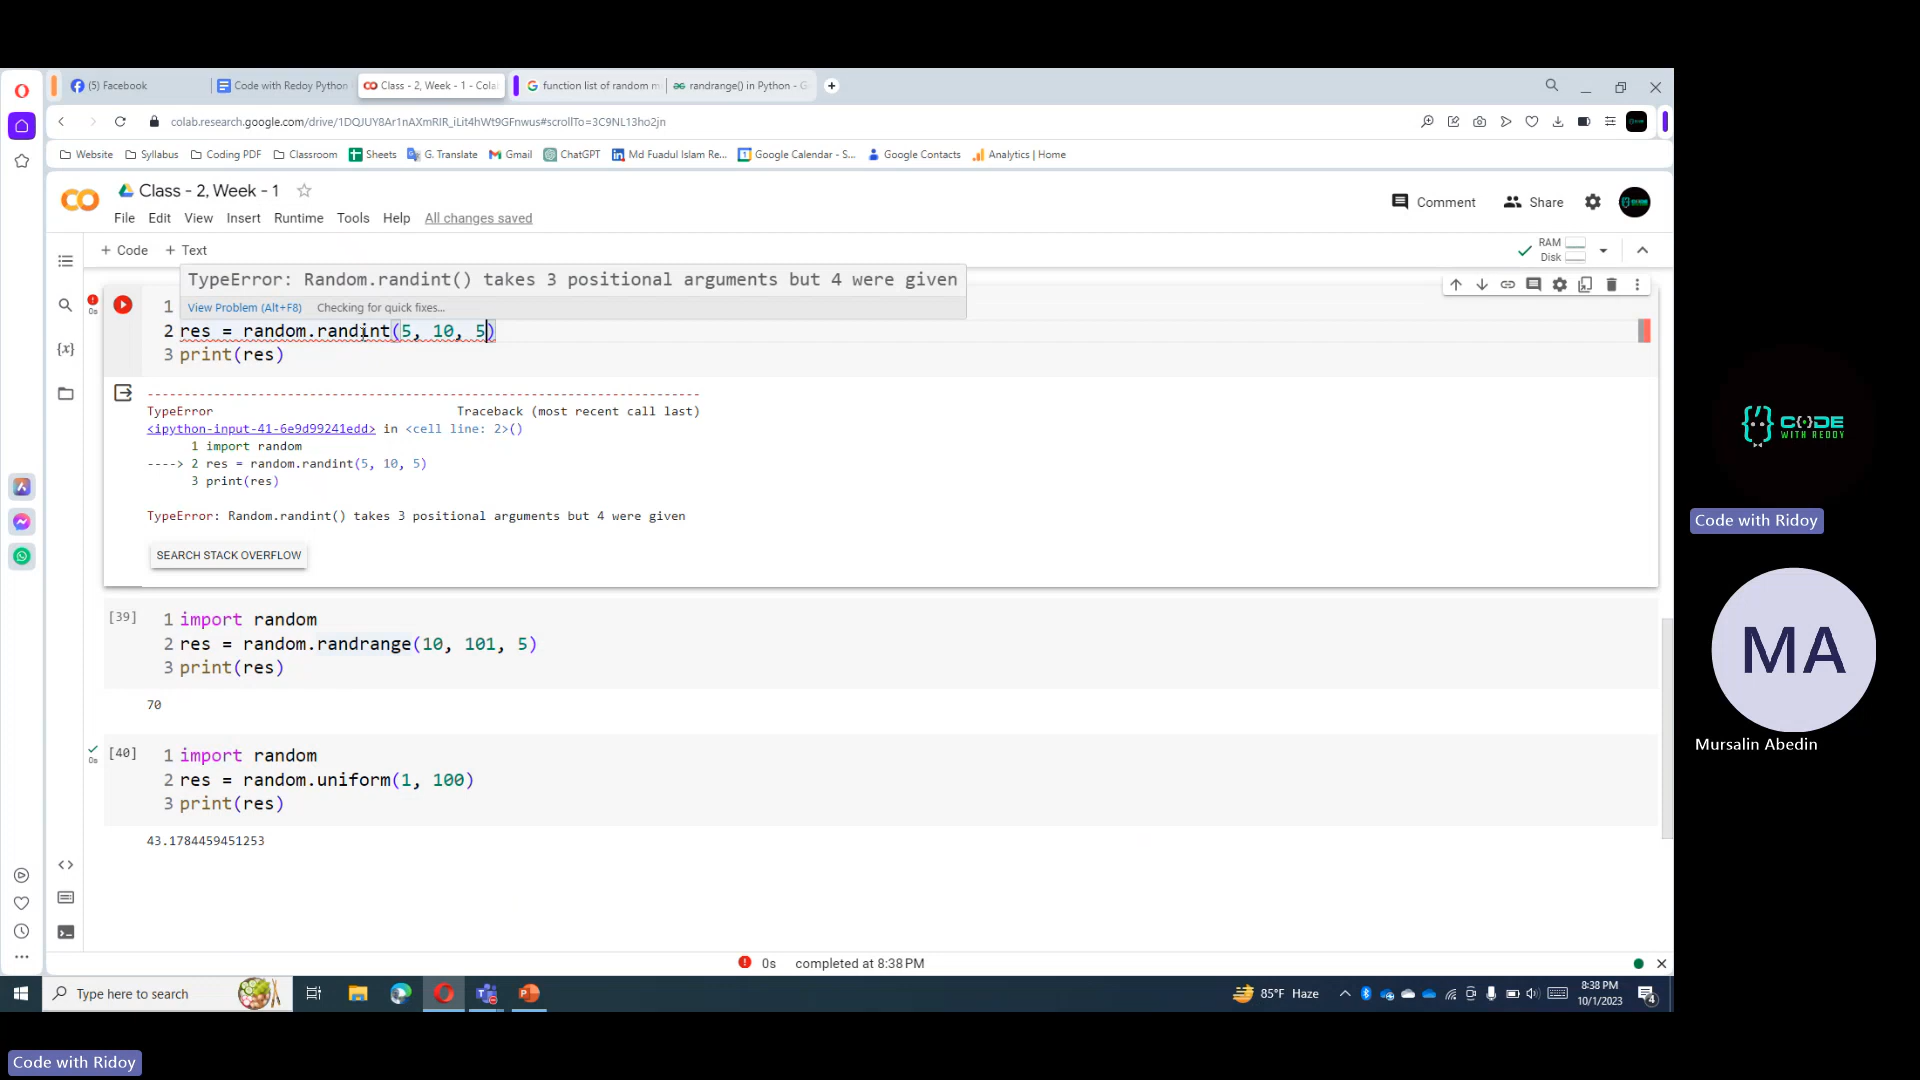 (5) Facebook
Code with Redoy Python
Class - 2, Week - 1 - Cola
function list of random m
randrange() in Python - G
colab.research.google.com/drive/1DQJUY8Ar1nAXmRlR_iLit4hWt9GFnwus#scrollTo=3C9NL13ho2jn
Website
Syllabus
Coding PDF
Classroom
Sheets
G. Translate
Gmail
ChatGPT
Md Fuadul Islam Re...
Google Calendar - S...
Google Contacts
Analytics | Home
Class - 2, Week - 1
File Edit View Insert Runtime Tools Help All changes saved
Comment
Share
+ Code + Text
RAM
Disk
TypeError: Random.randint() takes 3 positional arguments but 4 were given
View Problem (Alt+F8) Checking for quick fixes...
1
2 res = random.randint(5, 10, 5)
3 print(res)
0s
---------------------------------------------------------------------------
TypeError Traceback (most recent call last)
<ipython-input-41-6e9d99241edd> in <cell line: 2>()
1 import random
----> 2 res = random.randint(5, 10, 5)
3 print(res)
TypeError: Random.randint() takes 3 positional arguments but 4 were given
SEARCH STACK OVERFLOW
[39]
1 import random
2 res = random.randrange(10, 101, 5)
3 print(res)
70
[40]
0s
1 import random
2 res = random.uniform(1, 100)
3 print(res)
43.1784459451253
0s completed at 8:38 PM
Type here to search
85°F Haze
8:38 PM
10/1/2023
4
CODE
WITH REDOY
Code with Ridoy
MA
Mursalin Abedin
Code with Ridoy